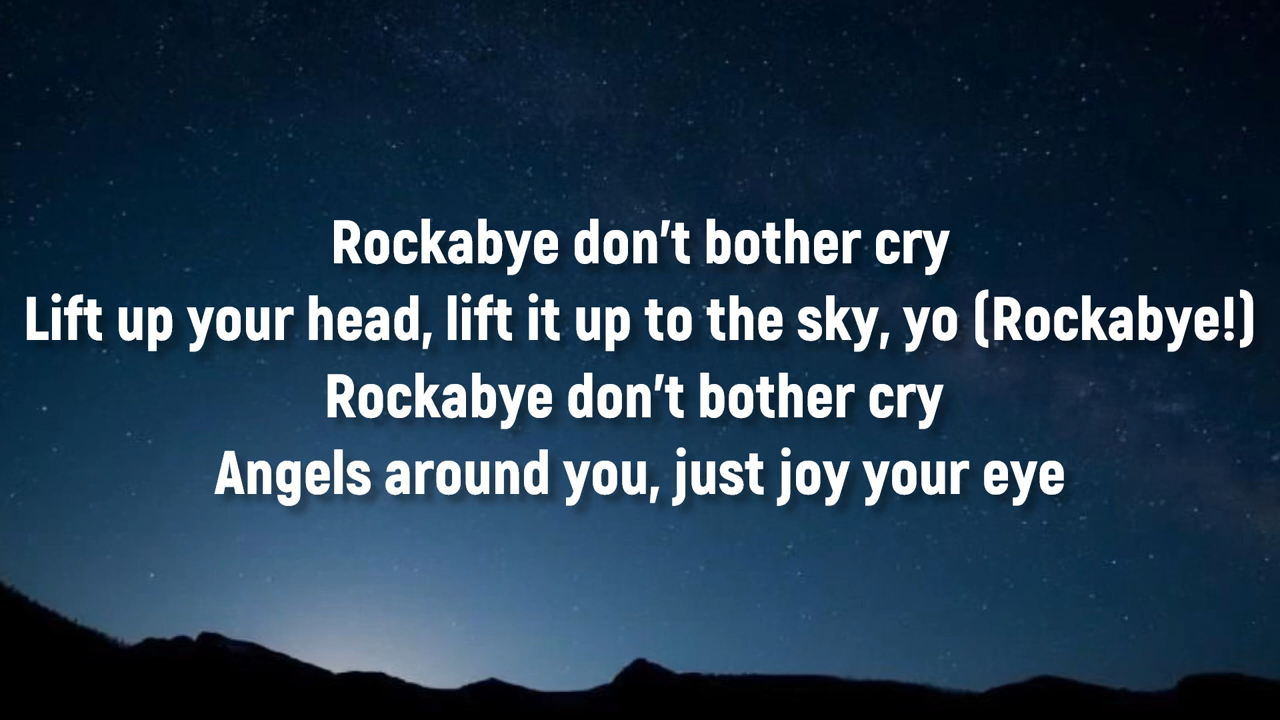 Rockabye don't bother cry
Lift up your head, lift it up to the sky, yo (Rockabye!)
Rockabye don't bother cry
Angels around you, just joy your eye